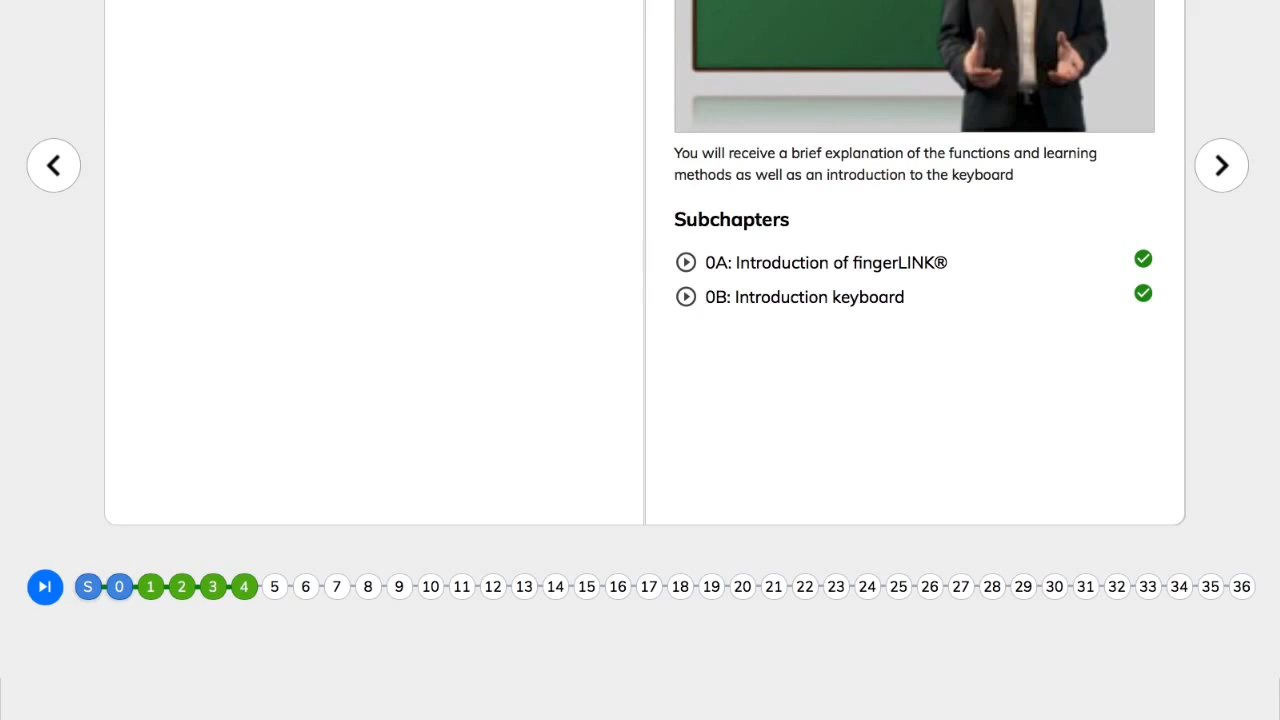 You will receive a brief explanation of the functions and learning
methods as well as an introduction to the keyboard
Subchapters
0A: Introduction of fingerLINK®
0B: Introduction keyboard
S 0 1 2 3 4 5 6 7 8 9 10 11 12 13 14 15 16 17 18 19 20 21 22 23 24 25 26 27 28 29 30 31 32 33 34 35 36